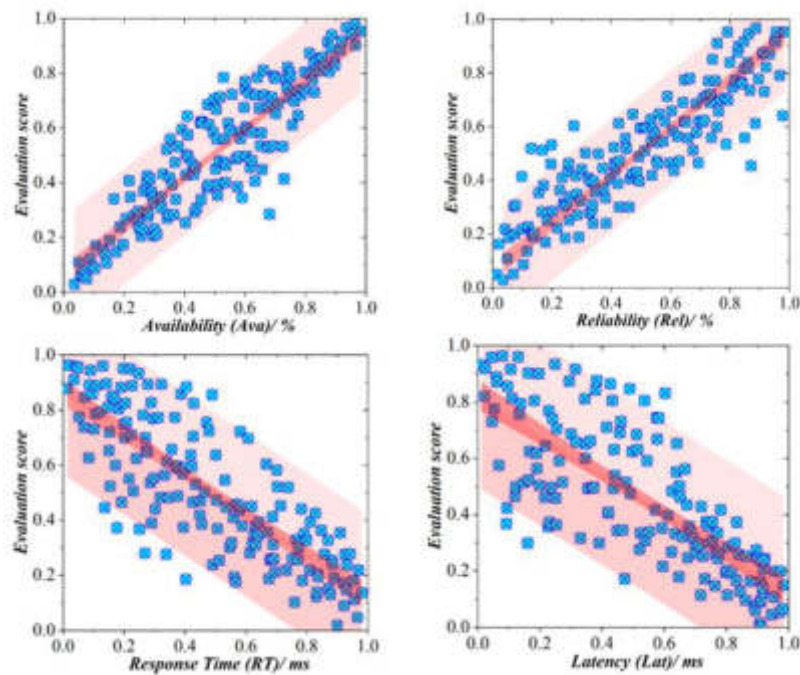 1.0
0.8
0.6
0.4
0.2
0.0
Evaluation score
0.0 0.2 0.4 0.6 0.8 1.0
Availability (Ava)/ %
1.0
0.8
0.6
0.4
0.2
0.0
Evaluation score
0.0 0.2 0.4 0.6 0.8 1.0
Reliability (Rel)/ %
1.0
0.8
0.6
0.4
0.2
0.0
Evaluation score
0.0 0.2 0.4 0.6 0.8 1.0
Response Time (RT)/ ms
1.0
0.8
0.6
0.4
0.2
0.0
Evaluation score
0.0 0.2 0.4 0.6 0.8 1.0
Latency (Lat)/ ms